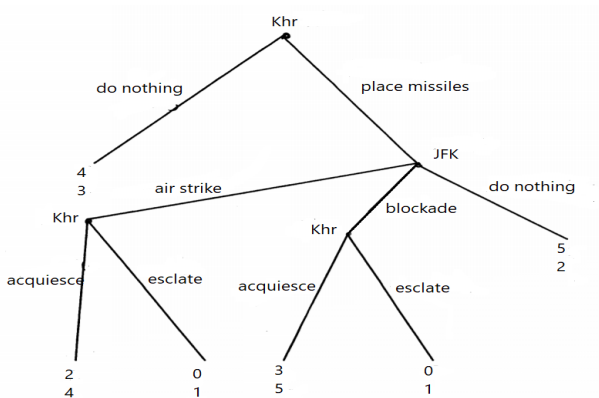 Khr
do nothing
place missiles
4
3
JFK
air strike
do nothing
Khr
blockade
Khr
5
2
acquiesce
esclate
acquiesce
esclate
2
4
0
1
3
5
0
1